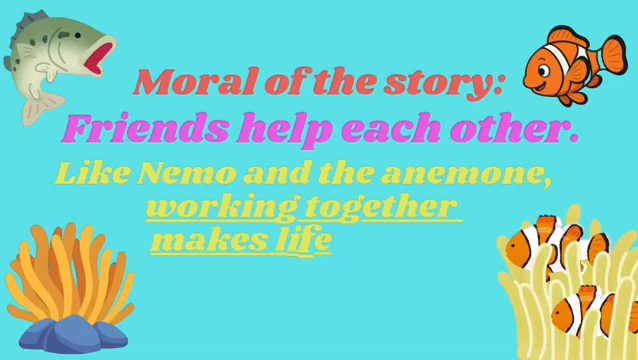 Moral of the story:
Friends help each other.
Like Nemo and the anemone,
working together
makes life